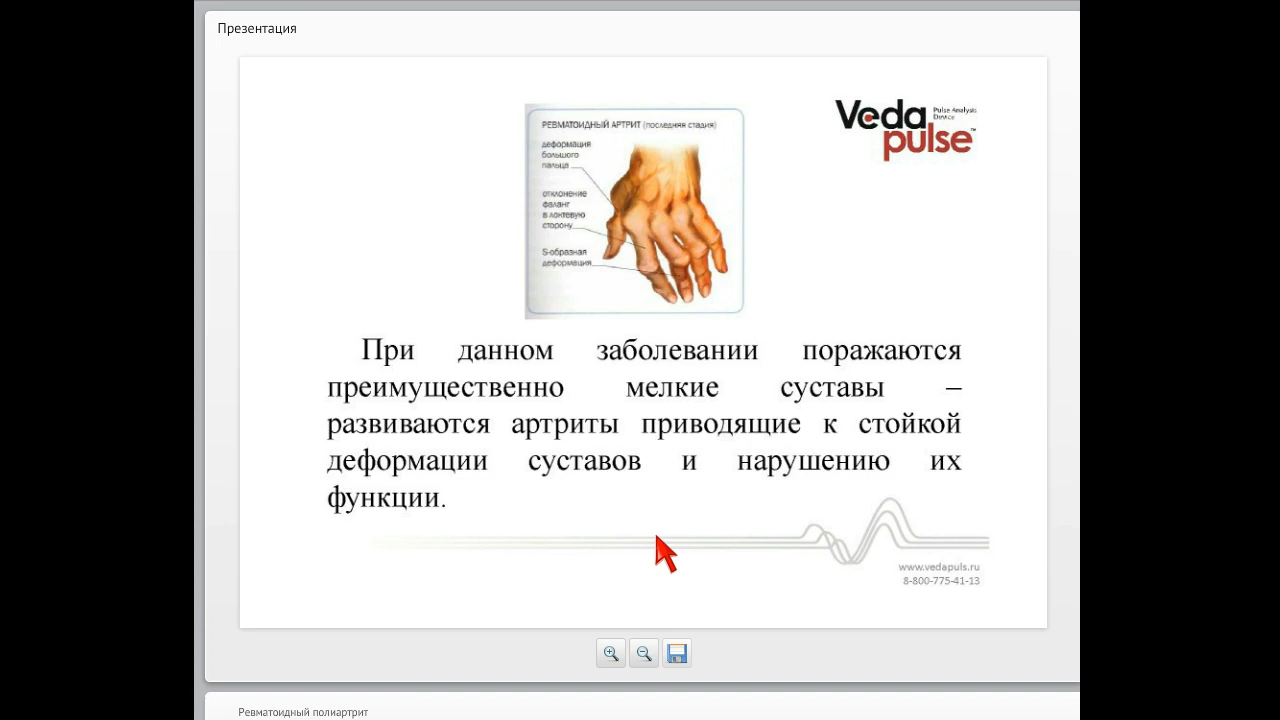 Презентация
РЕВМАТОИДНЫЙ АРТРИТ (последняя стадия)
деформация
большого
пальца
отклонение
фаланг
в локтевую
сторону
S-образная
деформация
Veda
Pulse Analysis
Device
pulse™
При данном заболевании поражаются
преимущественно мелкие суставы –
развиваются артриты приводящие к стойкой
деформации суставов и нарушению их
функции.
www.vedapuls.ru
8-800-775-41-13
Ревматоидный полиартрит